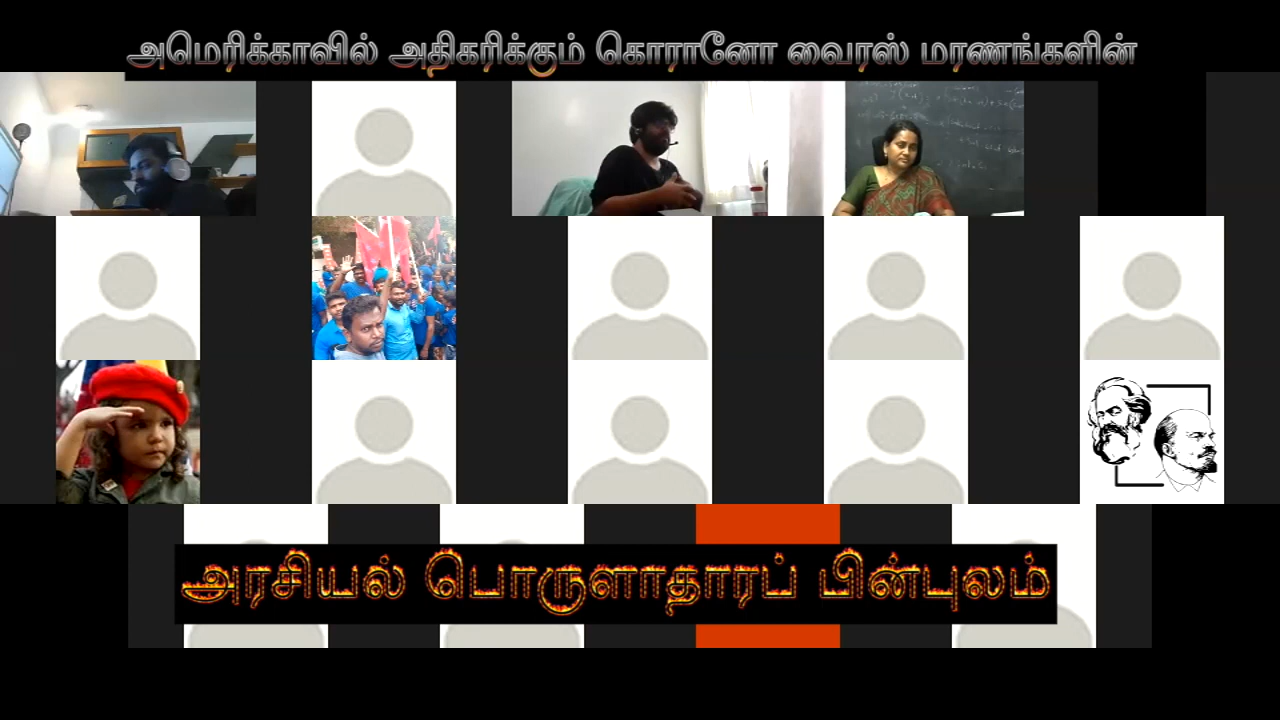 அமெரிக்காவில் அதிகரிக்கும் கொரானோ வைரஸ் மரணங்களின்
அரசியல் பொருளாதாரப் பின்புலம்